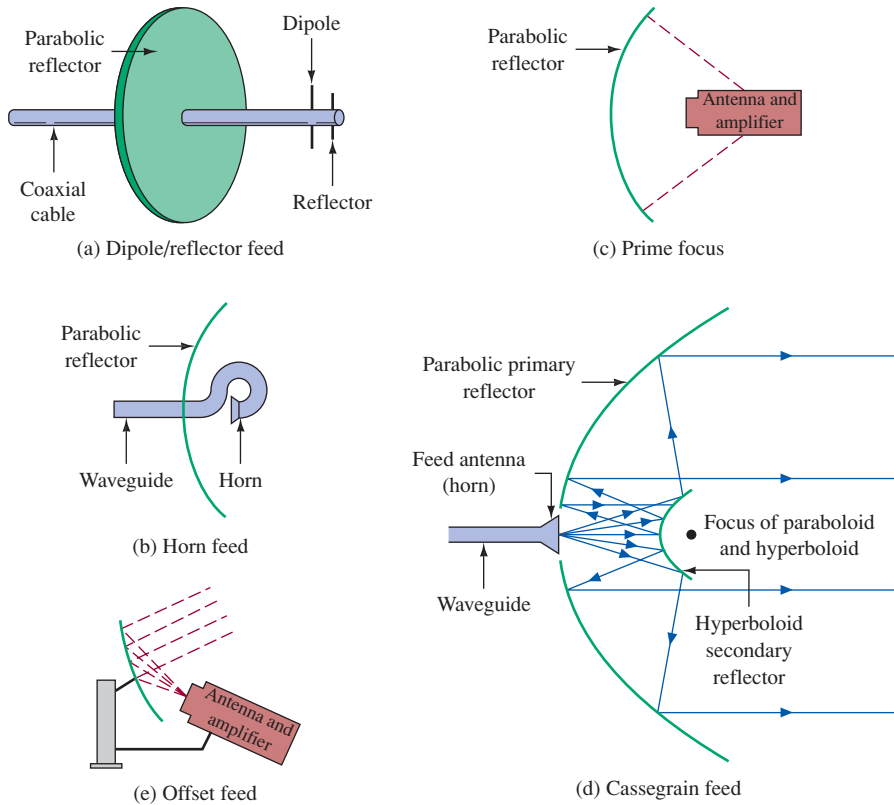 Parabolic
reflector
Dipole
Coaxial
cable
Reflector
(a) Dipole/reflector feed
Parabolic
reflector
Antenna and
amplifier
(c) Prime focus
Parabolic
reflector
Waveguide
Horn
(b) Horn feed
Parabolic primary
reflector
Feed antenna
(horn)
Focus of paraboloid
and hyperboloid
Waveguide
Hyperboloid
secondary
reflector
(d) Cassegrain feed
Antenna and
amplifier
(e) Offset feed